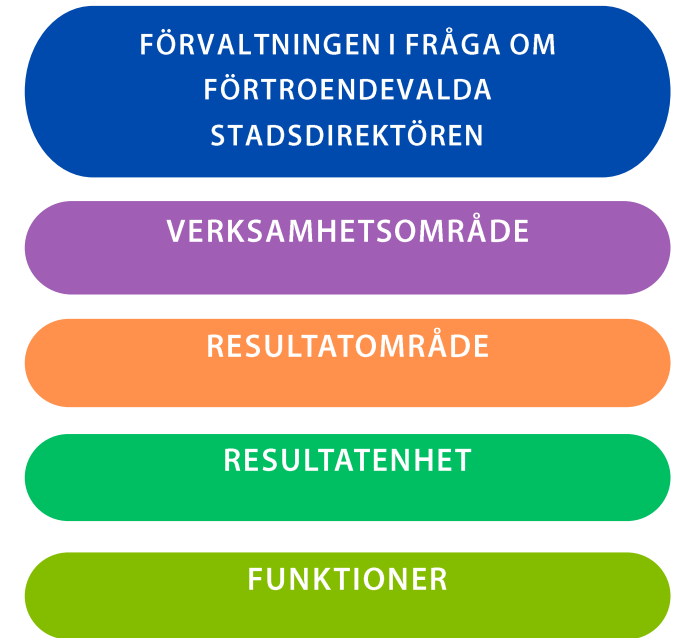 FÖRVALTNINGEN I FRÅGA OM
FÖRTROENDEVALDA
STADSDIREKTÖREN
VERKSAMHETSOMRÅDE
RESULTATOMRÅDE
RESULTATENHET
FUNKTIONER